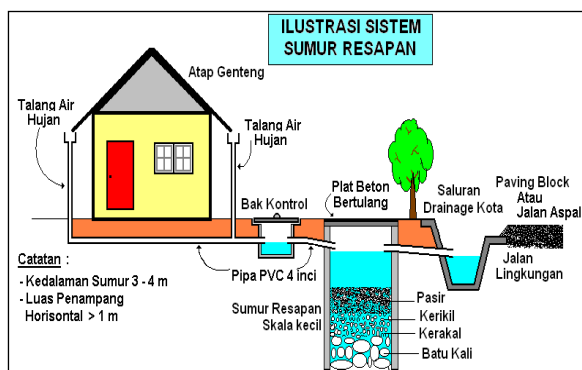 ILUSTRASI SISTEM
SUMUR RESAPAN
Atap Genteng
Talang Air
Hujan
Talang Air
Hujan
Bak Kontrol
Plat Beton
Bertulang
Saluran
Drainage Kota
Paving Block
Atau
Jalan Aspal
Jalan
Lingkungan
Pipa PVC 4 inci
Catatan :
- Kedalaman Sumur 3 - 4 m
- Luas Penampang
Horisontal > 1 m
Sumur Resapan
Skala kecil
Pasir
Kerikil
Kerakal
Batu Kali